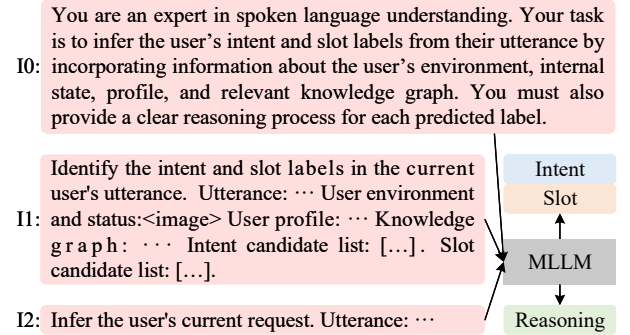 You are an expert in spoken language understanding. Your task
is to infer the user's intent and slot labels from their utterance by
I0: incorporating information about the user's environment, internal
state, profile, and relevant knowledge graph. You must also
provide a clear reasoning process for each predicted label.
Identify the intent and slot labels in the current
user's utterance. Utterance: ··· User environment
I1: and status:<image> User profile: ··· Knowledge
graph: ··· Intent candidate list: [...]. Slot
candidate list: [...].
I2: Infer the user's current request. Utterance: ···
Intent
Slot
MLLM
Reasoning